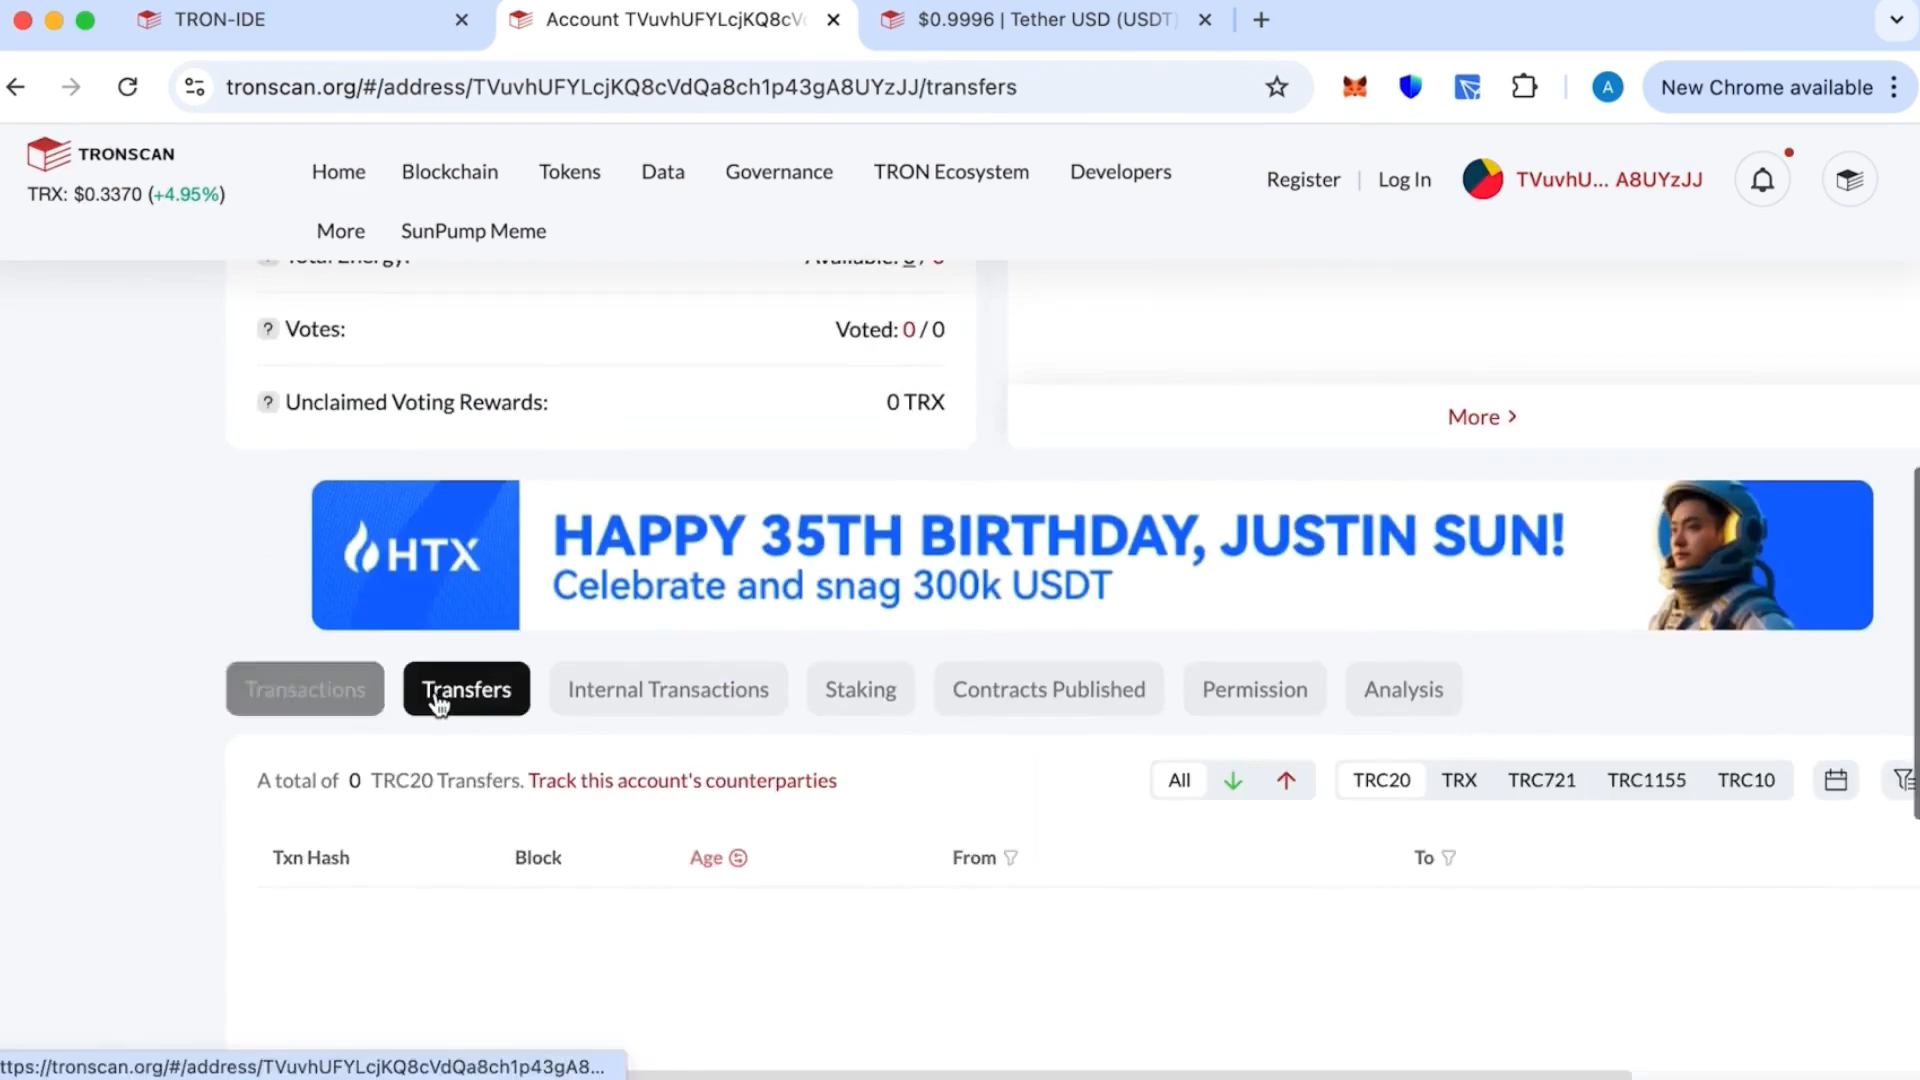 TRON-IDE
Account TVuvhUFYLcjKQ8cV
$0.9996 | Tether USD (USDT)
tronscan.org/#/address/TVuvhUFYLcjKQ8cVdQa8ch1p43gA8UYzJJ/transfers
A
New Chrome available
TRONSCAN
TRX: $0.3370 (+4.95%)
Home
Blockchain
Tokens
Data
Governance
TRON Ecosystem
Developers
More
SunPump Meme
Register
Log In
TVuvhU... A8UYzJJ
Total Energy:
Available: 0 / 0
? Votes:
Voted: 0 / 0
? Unclaimed Voting Rewards:
0 TRX
More >
HTX
HAPPY 35TH BIRTHDAY, JUSTIN SUN!
Celebrate and snag 300k USDT
Transactions
Transfers
Internal Transactions
Staking
Contracts Published
Permission
Analysis
A total of 0 TRC20 Transfers. Track this account's counterparties
All
TRC20
TRX
TRC721
TRC1155
TRC10
Txn Hash
Block
Age
From
To
ttps://tronscan.org/#/address/TVuvhUFYLcjKQ8cVdQa8ch1p43gA8...